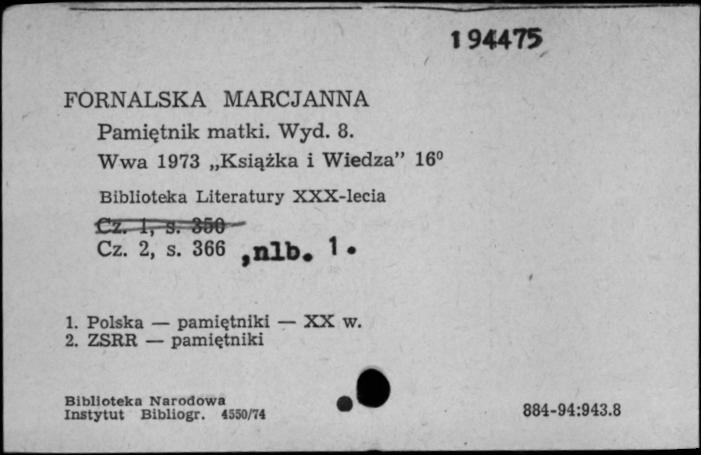 194475
FORNALSKA MARCJANNA
Pamiętnik matki. Wyd. 8.
Wwa 1973 „Książka i Wiedza” 16⁰
Biblioteka Literatury XXX-lecia
Cz. 1, s. 350
Cz. 2, s. 366 ,nlb. 1.
1. Polska — pamiętniki — XX w.
2. ZSRR — pamiętniki
Biblioteka Narodowa
Instytut Bibliogr. 4550/74
884-94:943.8